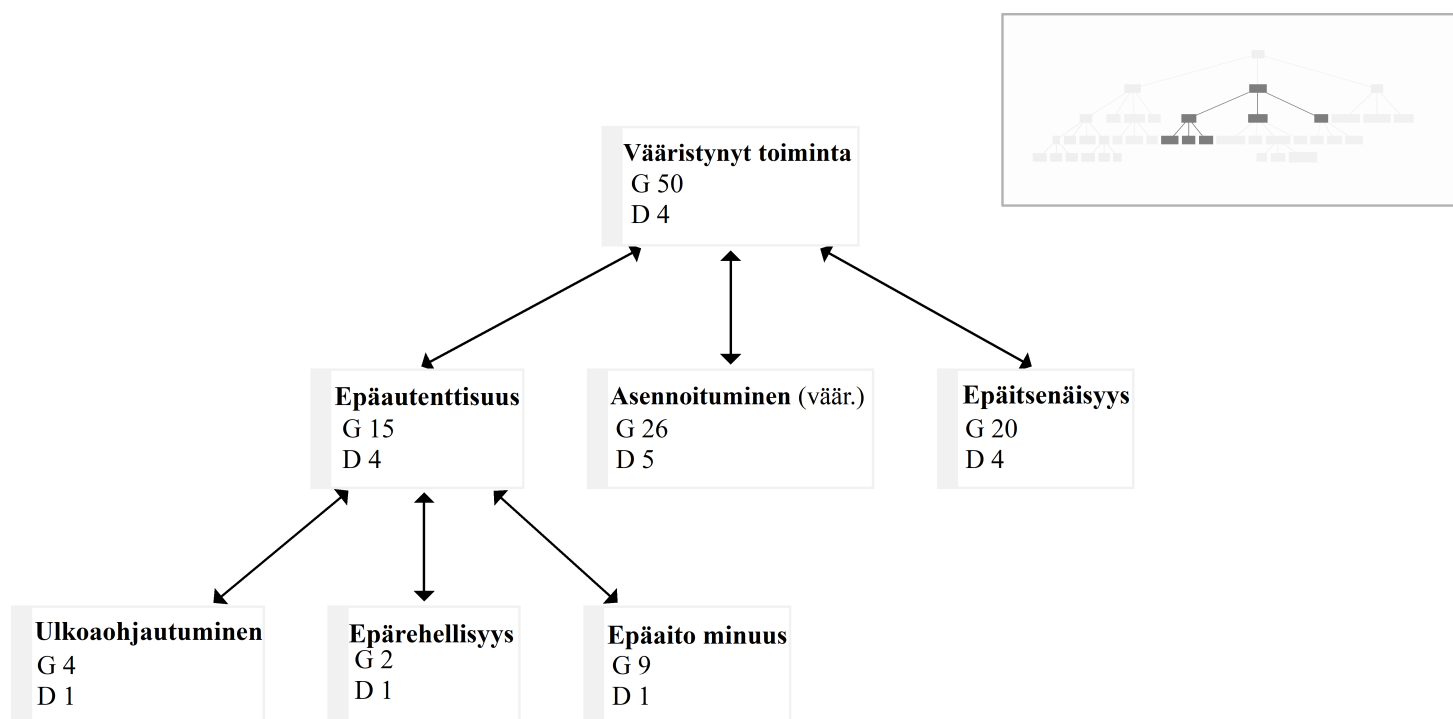 Vääristynyt toiminta
G 50
D 4
Epäautenttisuus
G 15
D 4
Asennoituminen (väär.)
G 26
D 5
Epäitsenäisyys
G 20
D 4
Ulkoaohjautuminen
G 4
D 1
Epärehellisyys
G 2
D 1
Epäaito minuus
G 9
D 1